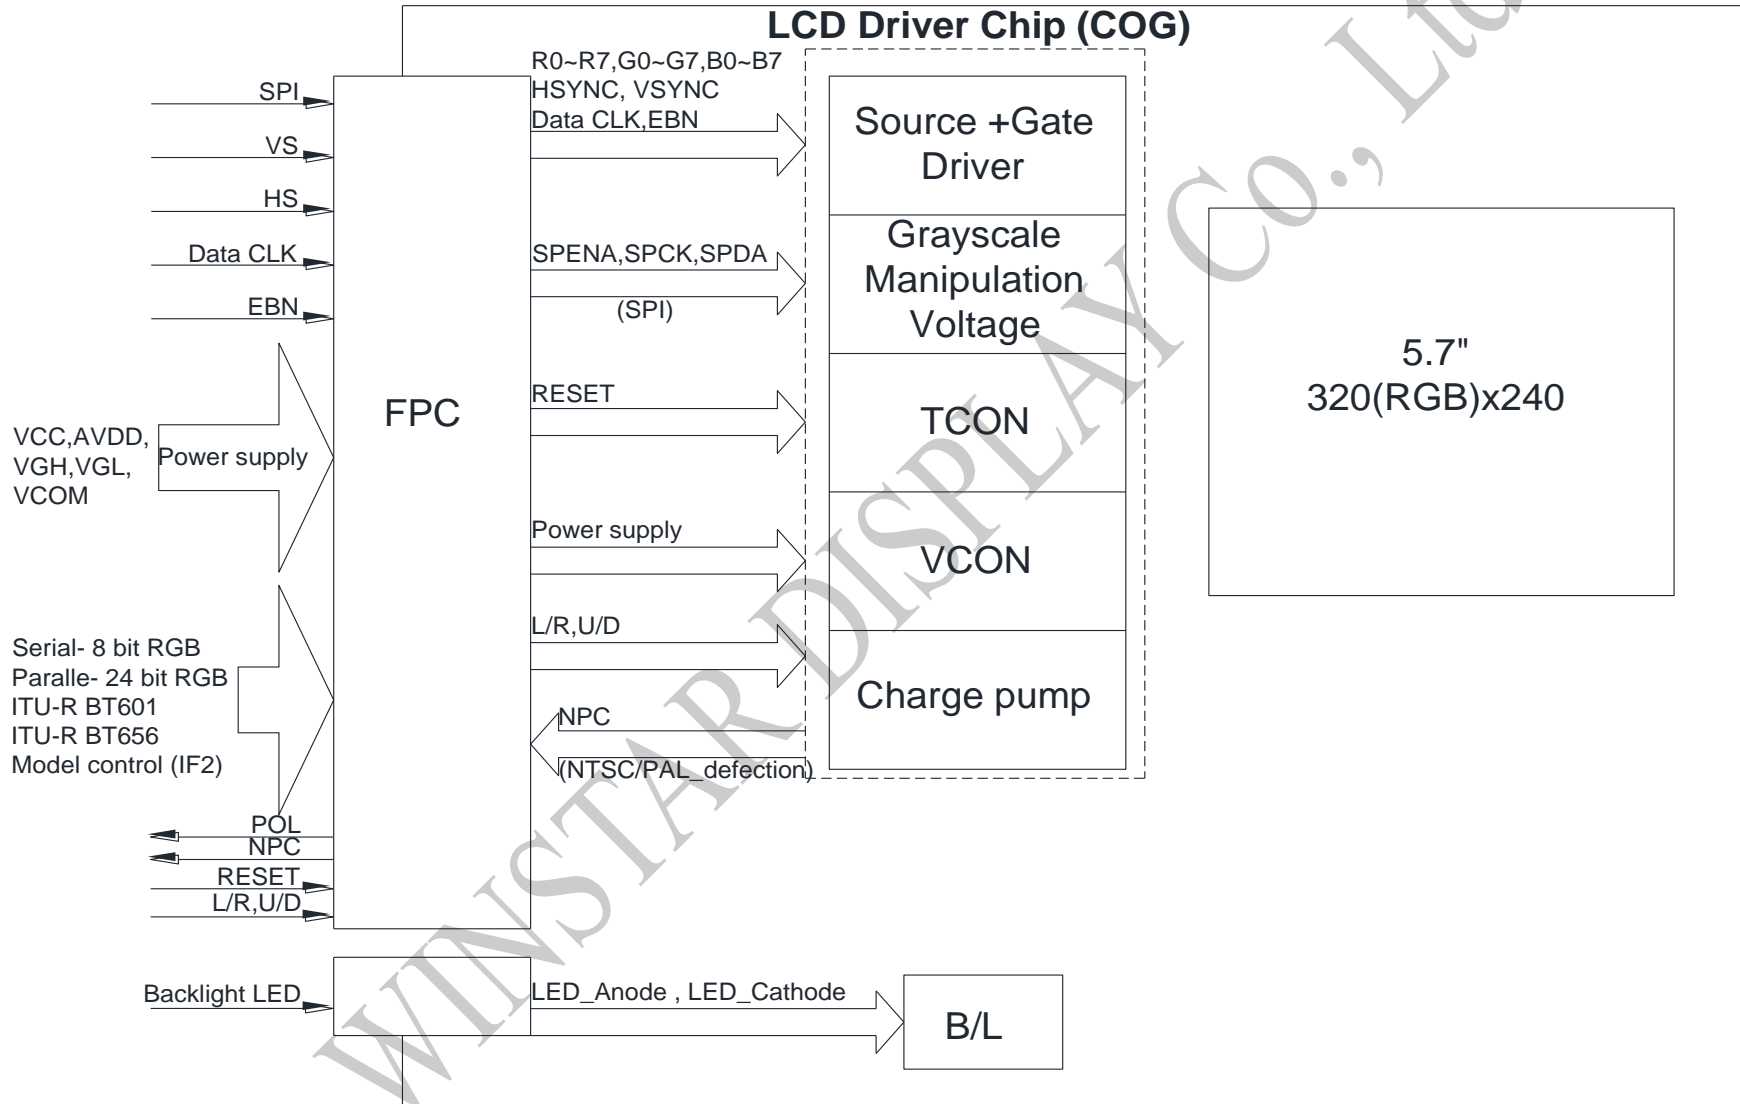 LCD Driver Chip (COG)
SPI
VS
HS
Data CLK
EBN
VCC,AVDD,
VGH,VGL,
VCOM
Power supply
Serial- 8 bit RGB
Paralle- 24 bit RGB
ITU-R BT601
ITU-R BT656
Model control (IF2)
POL
NPC
RESET
L/R,U/D
Backlight LED
FPC
R0~R7,G0~G7,B0~B7
HSYNC, VSYNC
Data CLK,EBN
SPENA,SPCK,SPDA
(SPI)
RESET
Power supply
L/R,U/D
NPC
(NTSC/PAL_defection)
LED_Anode , LED_Cathode
Source +Gate
Driver
Grayscale
Manipulation
Voltage
TCON
VCON
Charge pump
B/L
5.7"
320(RGB)x240
WINSTAR DISPLAY Co., Ltd